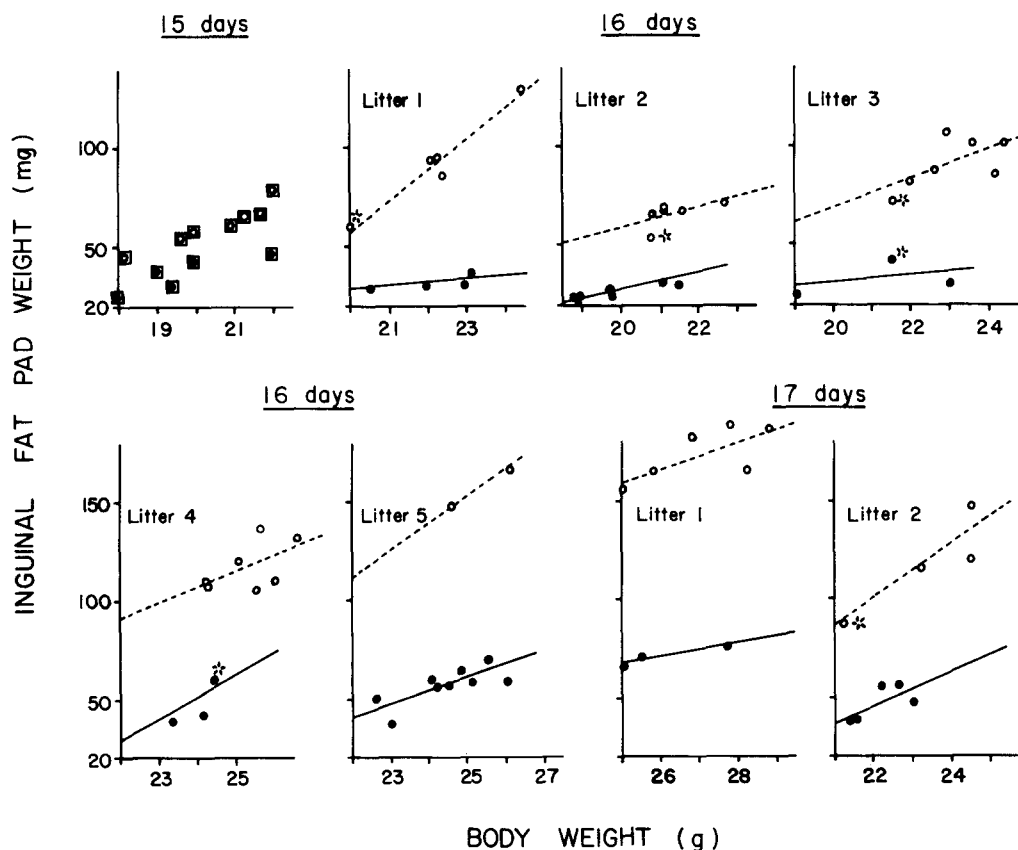 15 days
16 days
Litter 1
Litter 2
Litter 3
100
50
20
19 21
21 23
20 22
20 22 24
16 days
17 days
Litter 4
Litter 5
Litter 1
Litter 2
150
100
50
20
23 25
23 25 27
26 28
22 24
INGUINAL FAT PAD WEIGHT (mg)
BODY WEIGHT (g)